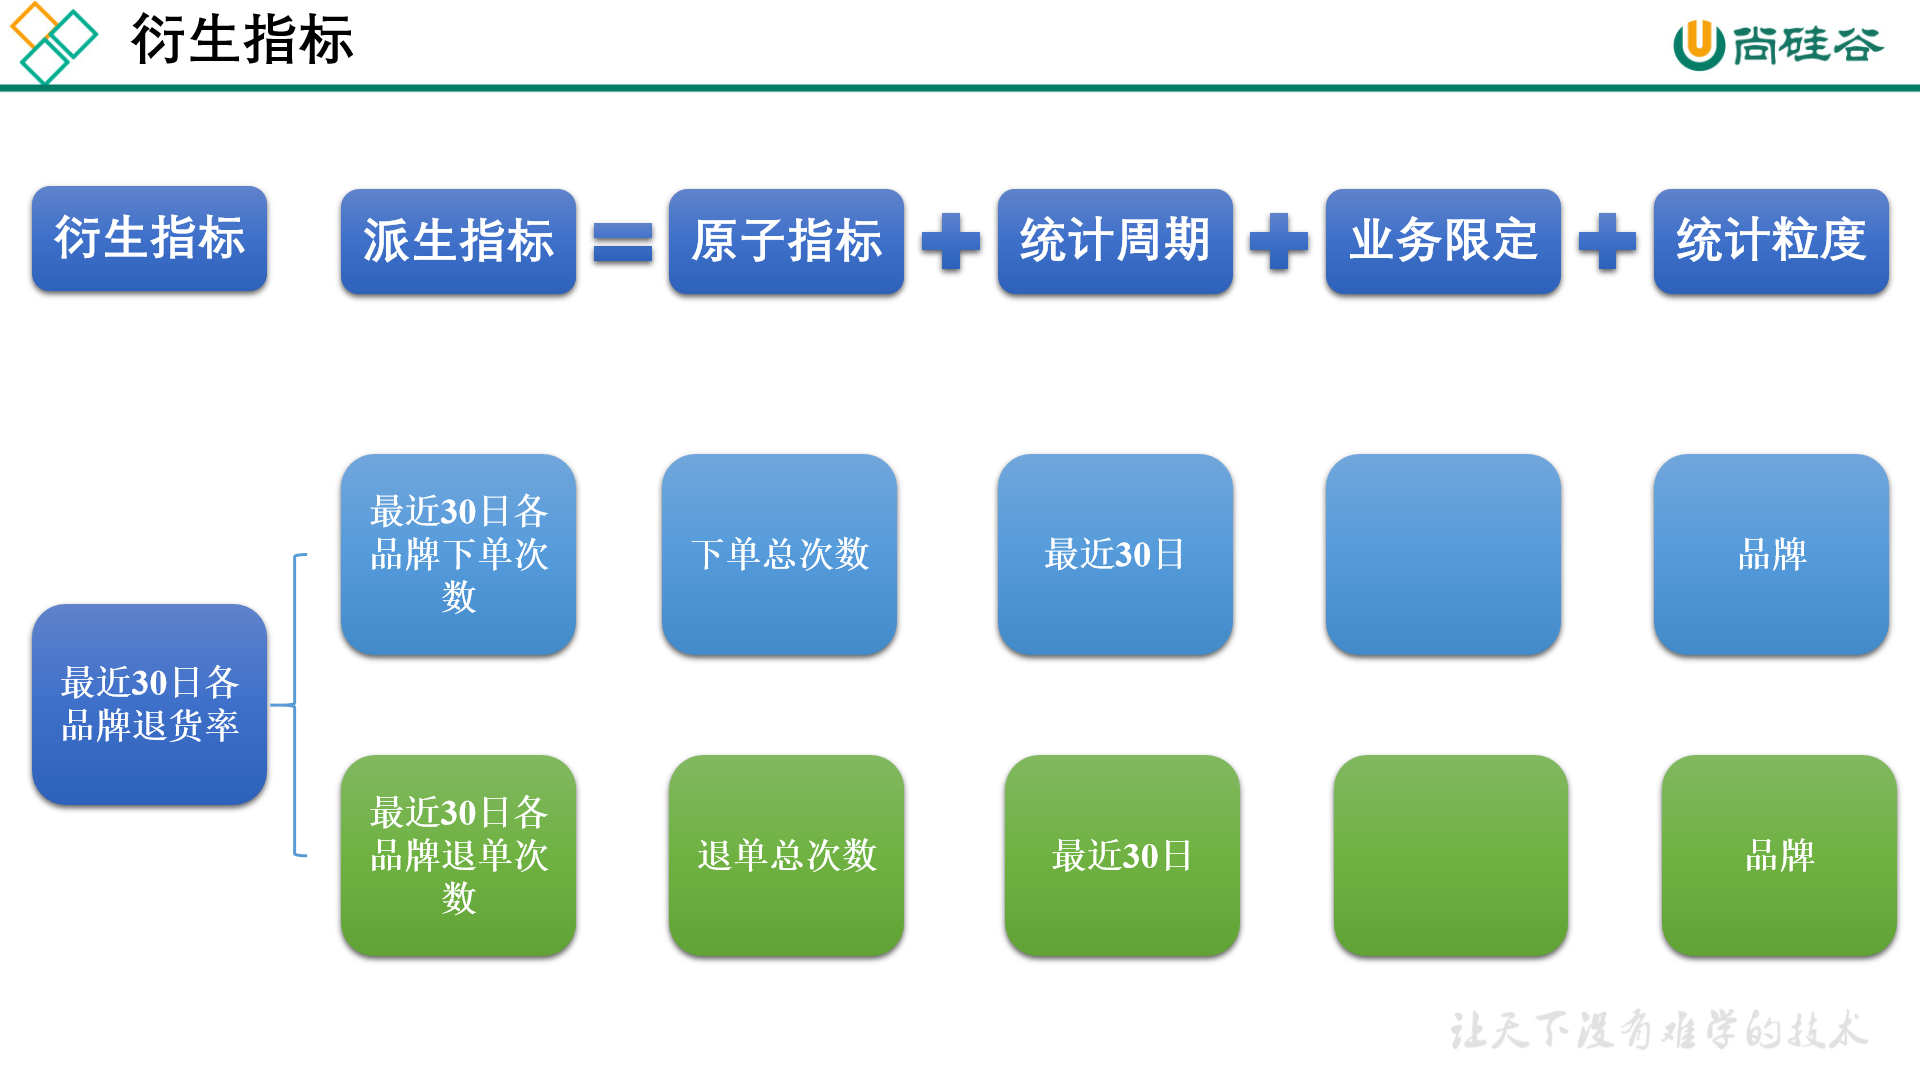 衍生指标
尚硅谷
衍生指标
派生指标
原子指标
统计周期
业务限定
统计粒度
最近30日各
品牌下单次
数
下单总次数
最近30日
品牌
最近30日各
品牌退货率
最近30日各
品牌退单次
数
退单总次数
最近30日
品牌
让天下没有难学的技术